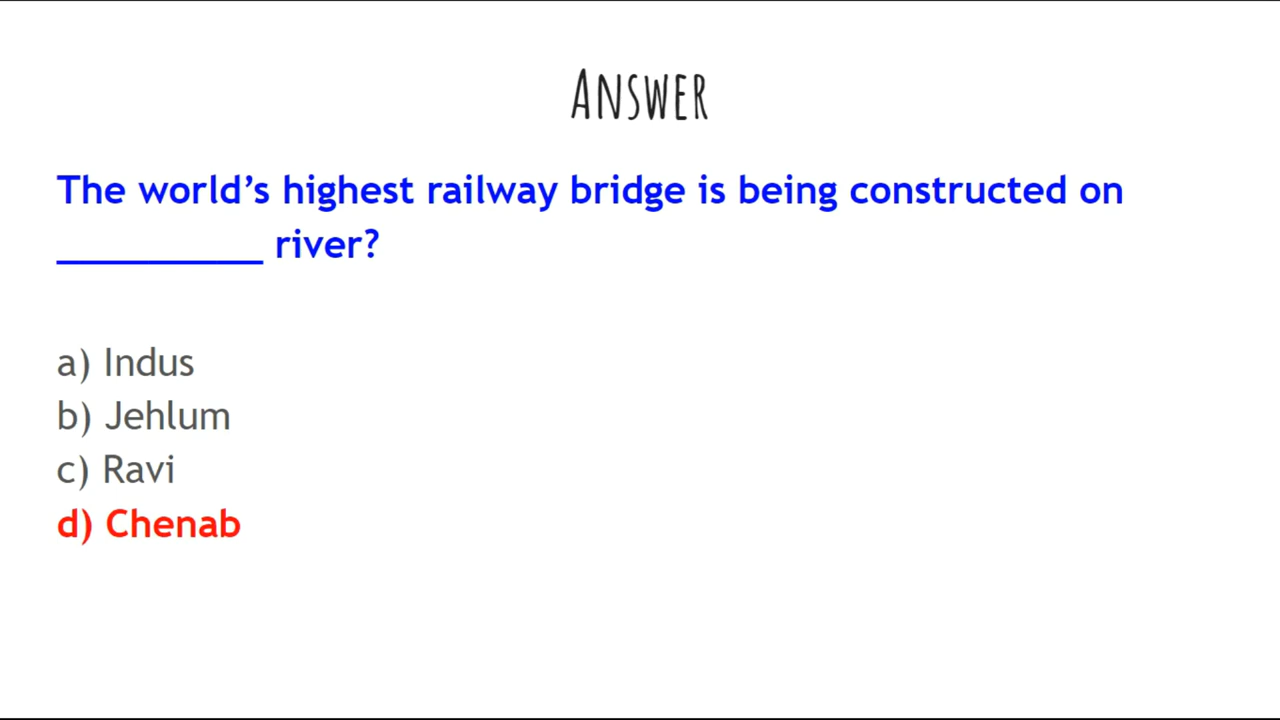 ANSWER
The world’s highest railway bridge is being constructed on
__________ river?
a) Indus
b) Jehlum
c) Ravi
d) Chenab